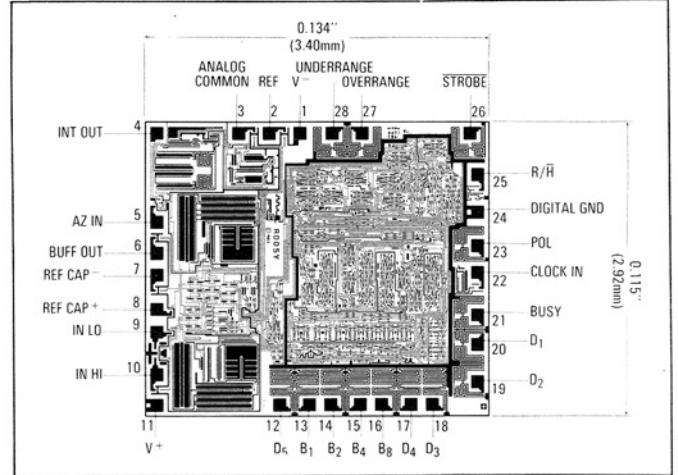 0.134"
(3.40mm)
ANALOG COMMON
REF
V−
UNDERRANGE
OVERRANGE
S̅T̅R̅O̅B̅E̅
4 3 2 1 28 27 26
INT OUT
AZ IN 5
BUFF OUT 6
REF CAP− 7
REF CAP+ 8
IN LO 9
IN HI 10
25 R/H̅
24 DIGITAL GND
23 POL
22 CLOCK IN
21 BUSY
20 D1
19 D2
0.115"
(2.92mm)
11 12 13 14 15 16 17 18
V+ D5 B1 B2 B4 B8 D4 D3